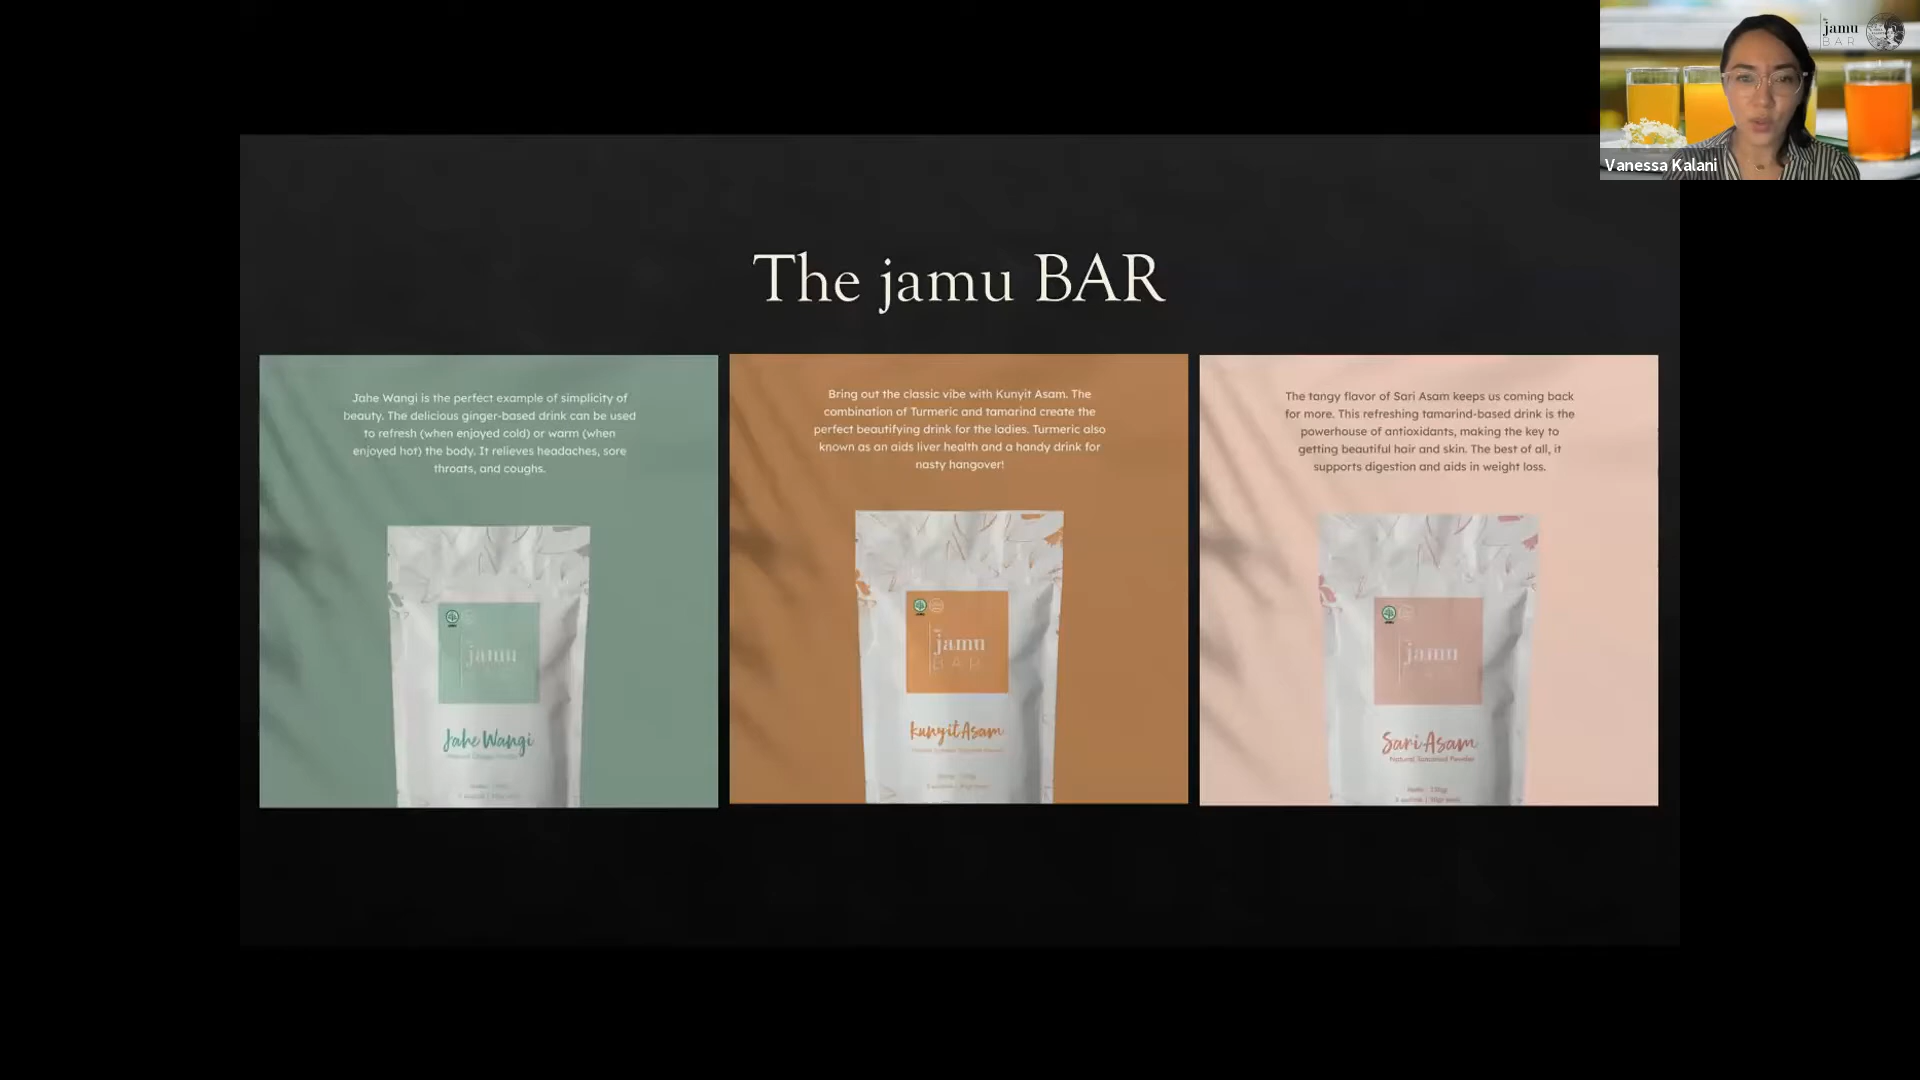 jamu
BAR
Vanessa Kalani
The jamu BAR
Jahe Wangi is the perfect example of simplicity of
beauty. The delicious ginger-based drink can be used
to refresh (when enjoyed cold) or warm (when
enjoyed hot) the body. It relieves headaches, sore
throats, and coughs.
jamu
Jahe Wangi
Bring out the classic vibe with Kunyit Asam. The
combination of Turmeric and tamarind create the
perfect beautifying drink for the ladies. Turmeric also
known as an aids liver health and a handy drink for
nasty hangover!
jamu
BAR
Kunyit Asam
The tangy flavor of Sari Asam keeps us coming back
for more. This refreshing tamarind-based drink is the
powerhouse of antioxidants, making the key to
getting beautiful hair and skin. The best of all, it
supports digestion and aids in weight loss.
jamu
Sari Asam
Natural Tamarind Powder